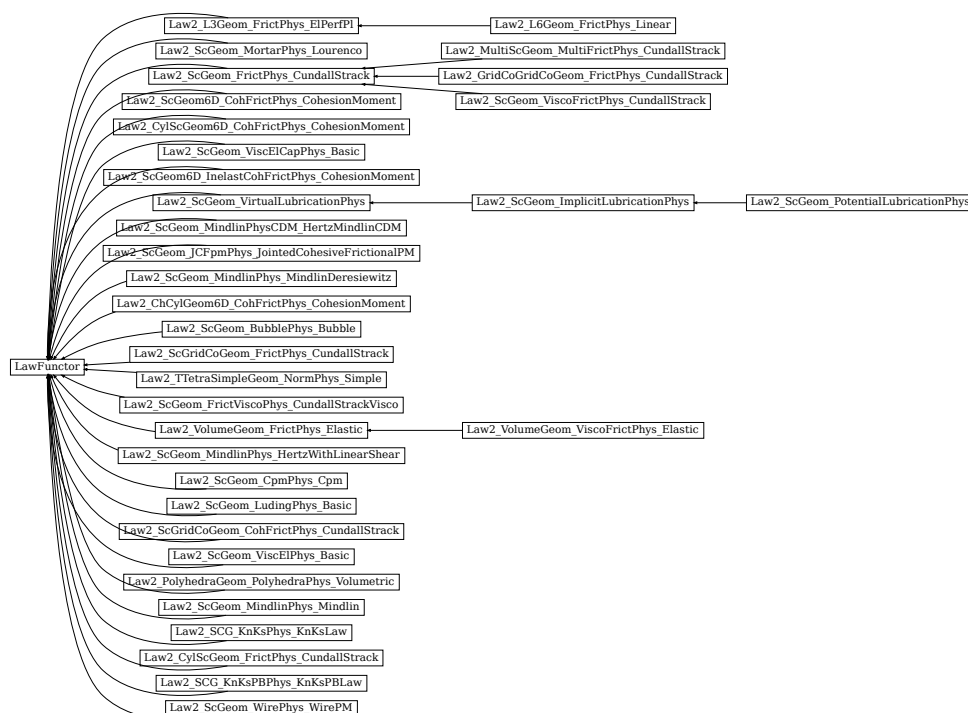 Law2_L3Geom_FrictPhys_ElPerfPl
Law2_L6Geom_FrictPhys_Linear
Law2_ScGeom_MortarPhys_Lourenco
Law2_MultiScGeom_MultiFrictPhys_CundallStrack
Law2_ScGeom_FrictPhys_CundallStrack
Law2_GridCoGridCoGeom_FrictPhys_CundallStrack
Law2_ScGeom6D_CohFrictPhys_CohesionMoment
Law2_ScGeom_ViscoFrictPhys_CundallStrack
Law2_CylScGeom6D_CohFrictPhys_CohesionMoment
Law2_ScGeom_ViscElCapPhys_Basic
Law2_ScGeom6D_InelastCohFrictPhys_CohesionMoment
Law2_ScGeom_VirtualLubricationPhys
Law2_ScGeom_ImplicitLubricationPhys
Law2_ScGeom_PotentialLubricationPhys
Law2_ScGeom_MindlinPhysCDM_HertzMindlinCDM
Law2_ScGeom_JCFpmPhys_JointedCohesiveFrictionalPM
Law2_ScGeom_MindlinPhys_MindlinDeresiewitz
Law2_ChCylGeom6D_CohFrictPhys_CohesionMoment
Law2_ScGeom_BubblePhys_Bubble
Law2_ScGridCoGeom_FrictPhys_CundallStrack
LawFunctor
Law2_TTetraSimpleGeom_NormPhys_Simple
Law2_ScGeom_FrictViscoPhys_CundallStrackVisco
Law2_VolumeGeom_FrictPhys_Elastic
Law2_VolumeGeom_ViscoFrictPhys_Elastic
Law2_ScGeom_MindlinPhys_HertzWithLinearShear
Law2_ScGeom_CpmPhys_Cpm
Law2_ScGeom_LudingPhys_Basic
Law2_ScGridCoGeom_CohFrictPhys_CundallStrack
Law2_ScGeom_ViscElPhys_Basic
Law2_PolyhedraGeom_PolyhedraPhys_Volumetric
Law2_ScGeom_MindlinPhys_Mindlin
Law2_SCG_KnKsPhys_KnKsLaw
Law2_CylScGeom_FrictPhys_CundallStrack
Law2_SCG_KnKsPBPhys_KnKsPBLaw
Law2_ScGeom_WirePhys_WirePM